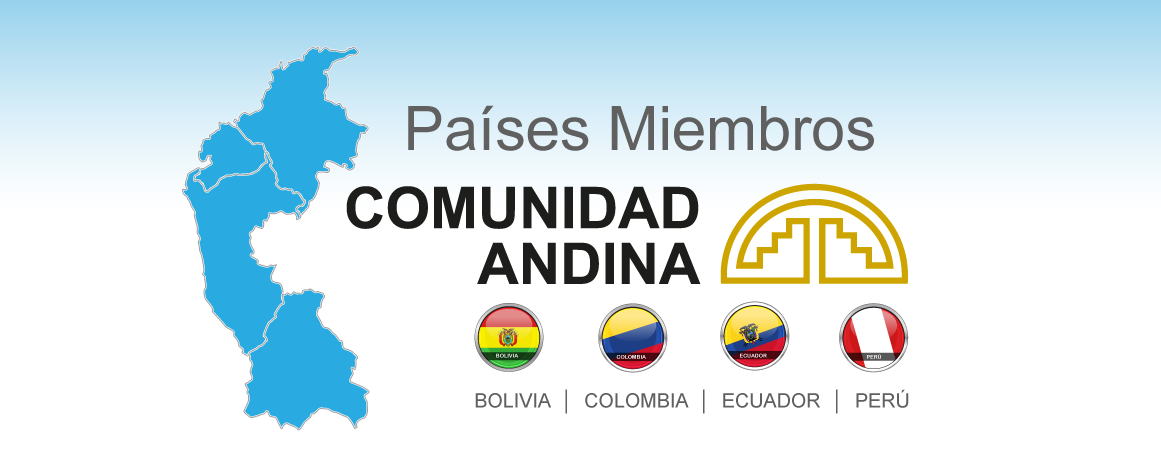 Países Miembros
COMUNIDAD
ANDINA
BOLIVIA
COLOMBIA
ECUADOR
PERÚ
BOLIVIA | COLOMBIA | ECUADOR | PERÚ